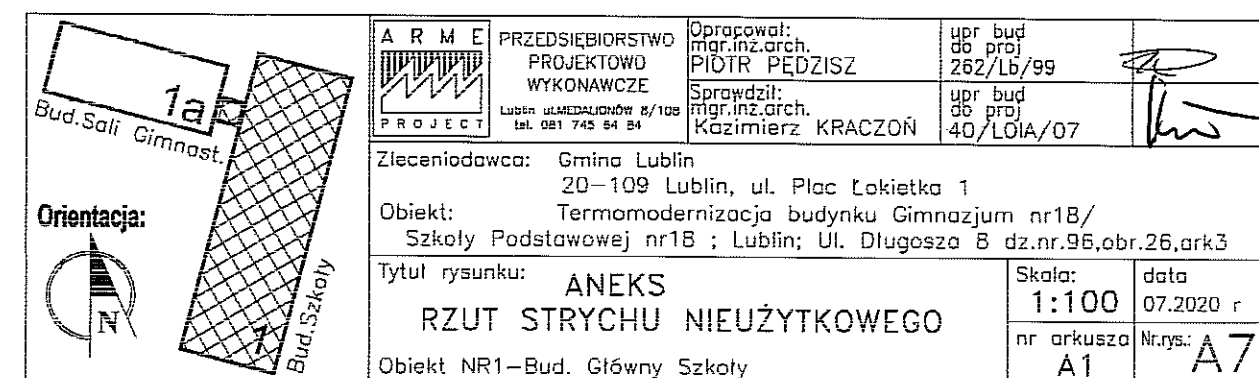 1a
Bud.Sali Gimnast.
Orientacja:
N
1
Bud.Szkoły
ARME
PROJECT
PRZEDSIĘBIORSTWO
PROJEKTOWO
WYKONAWCZE
Lublin ul.MEDALIONÓW 8/108
tel. 081 745 64 84
Opracował:
mgr.inż.arch.
PIOTR PĘDZISZ
upr bud
do proj
262/Lb/99
Sprawdził:
mgr.inż.arch.
Kazimierz KRACZOŃ
upr bud
do proj
40/LOIA/07
Zleceniodawca: Gmina Lublin
20-109 Lublin, ul. Plac Łokietka 1
Obiekt: Termomodernizacja budynku Gimnazjum nr18/
Szkoły Podstawowej nr18 ; Lublin; Ul. Długosza 8 dz.nr.96,obr.26,ark3
Tytuł rysunku: ANEKS
RZUT STRYCHU NIEUŻYTKOWEGO
Obiekt NR1-Bud. Główny Szkoły
Skala:
1:100
data
07.2020 r
nr arkusza
A1
Nr.rys.: A7